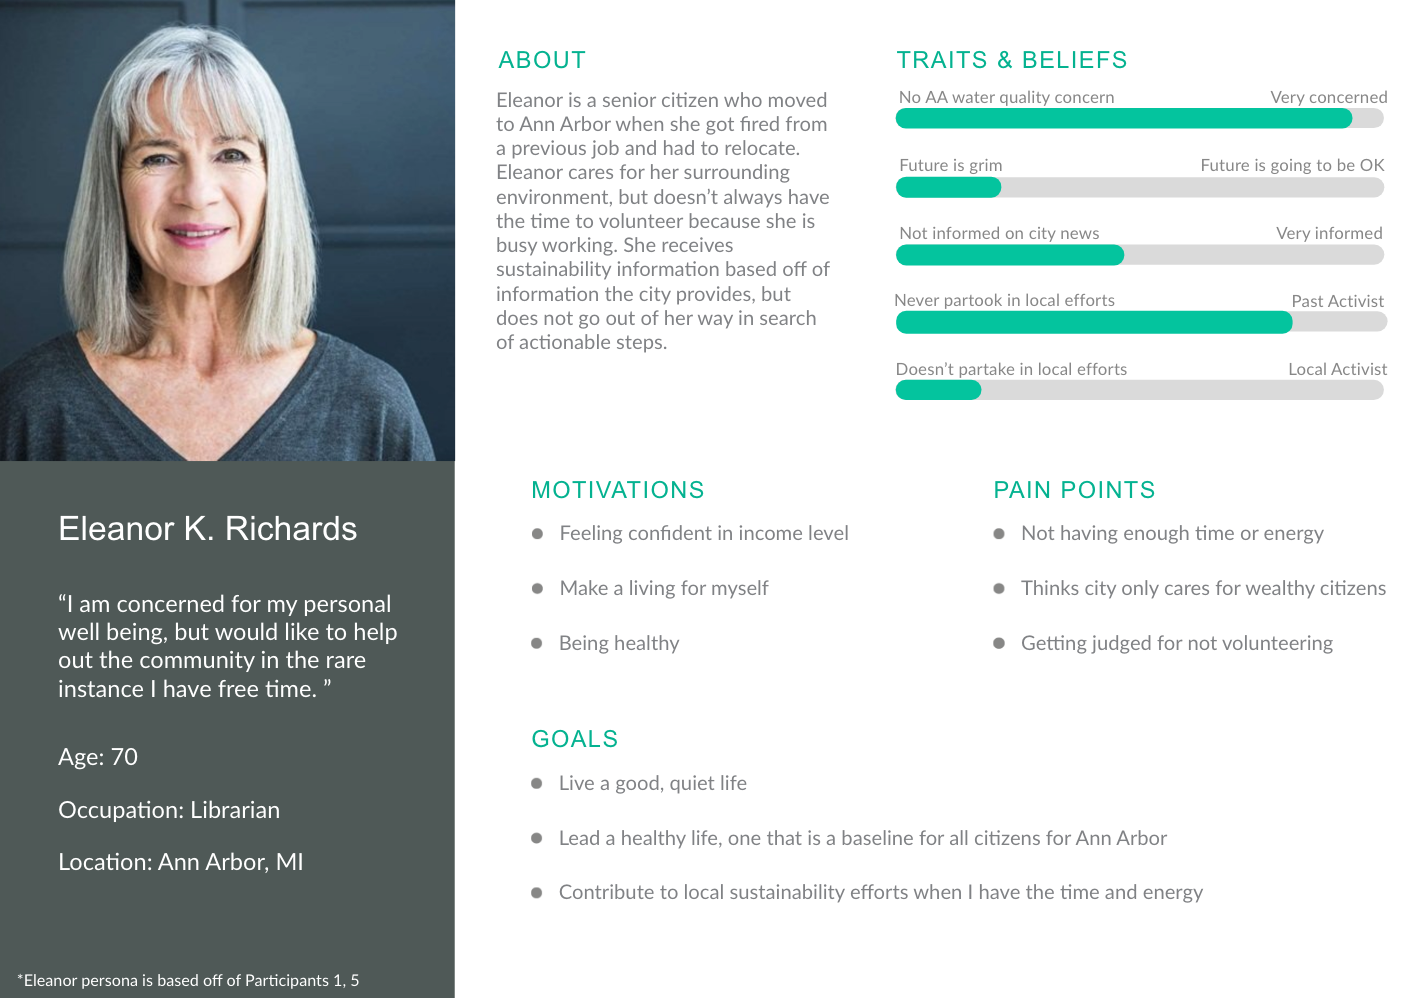 ABOUT
Eleanor is a senior citizen who moved
to Ann Arbor when she got fired from
a previous job and had to relocate.
Eleanor cares for her surrounding
environment, but doesn’t always have
the time to volunteer because she is
busy working. She receives
sustainability information based off of
information the city provides, but
does not go out of her way in search
of actionable steps.
TRAITS & BELIEFS
No AA water quality concern Very concerned
Future is grim Future is going to be OK
Not informed on city news Very informed
Never partook in local efforts Past Activist
Doesn’t partake in local efforts Local Activist
Eleanor K. Richards
“I am concerned for my personal
well being, but would like to help
out the community in the rare
instance I have free time. ”
Age: 70
Occupation: Librarian
Location: Ann Arbor, MI
*Eleanor persona is based off of Participants 1, 5
MOTIVATIONS
Feeling confident in income level
Make a living for myself
Being healthy
PAIN POINTS
Not having enough time or energy
Thinks city only cares for wealthy citizens
Getting judged for not volunteering
GOALS
Live a good, quiet life
Lead a healthy life, one that is a baseline for all citizens for Ann Arbor
Contribute to local sustainability efforts when I have the time and energy